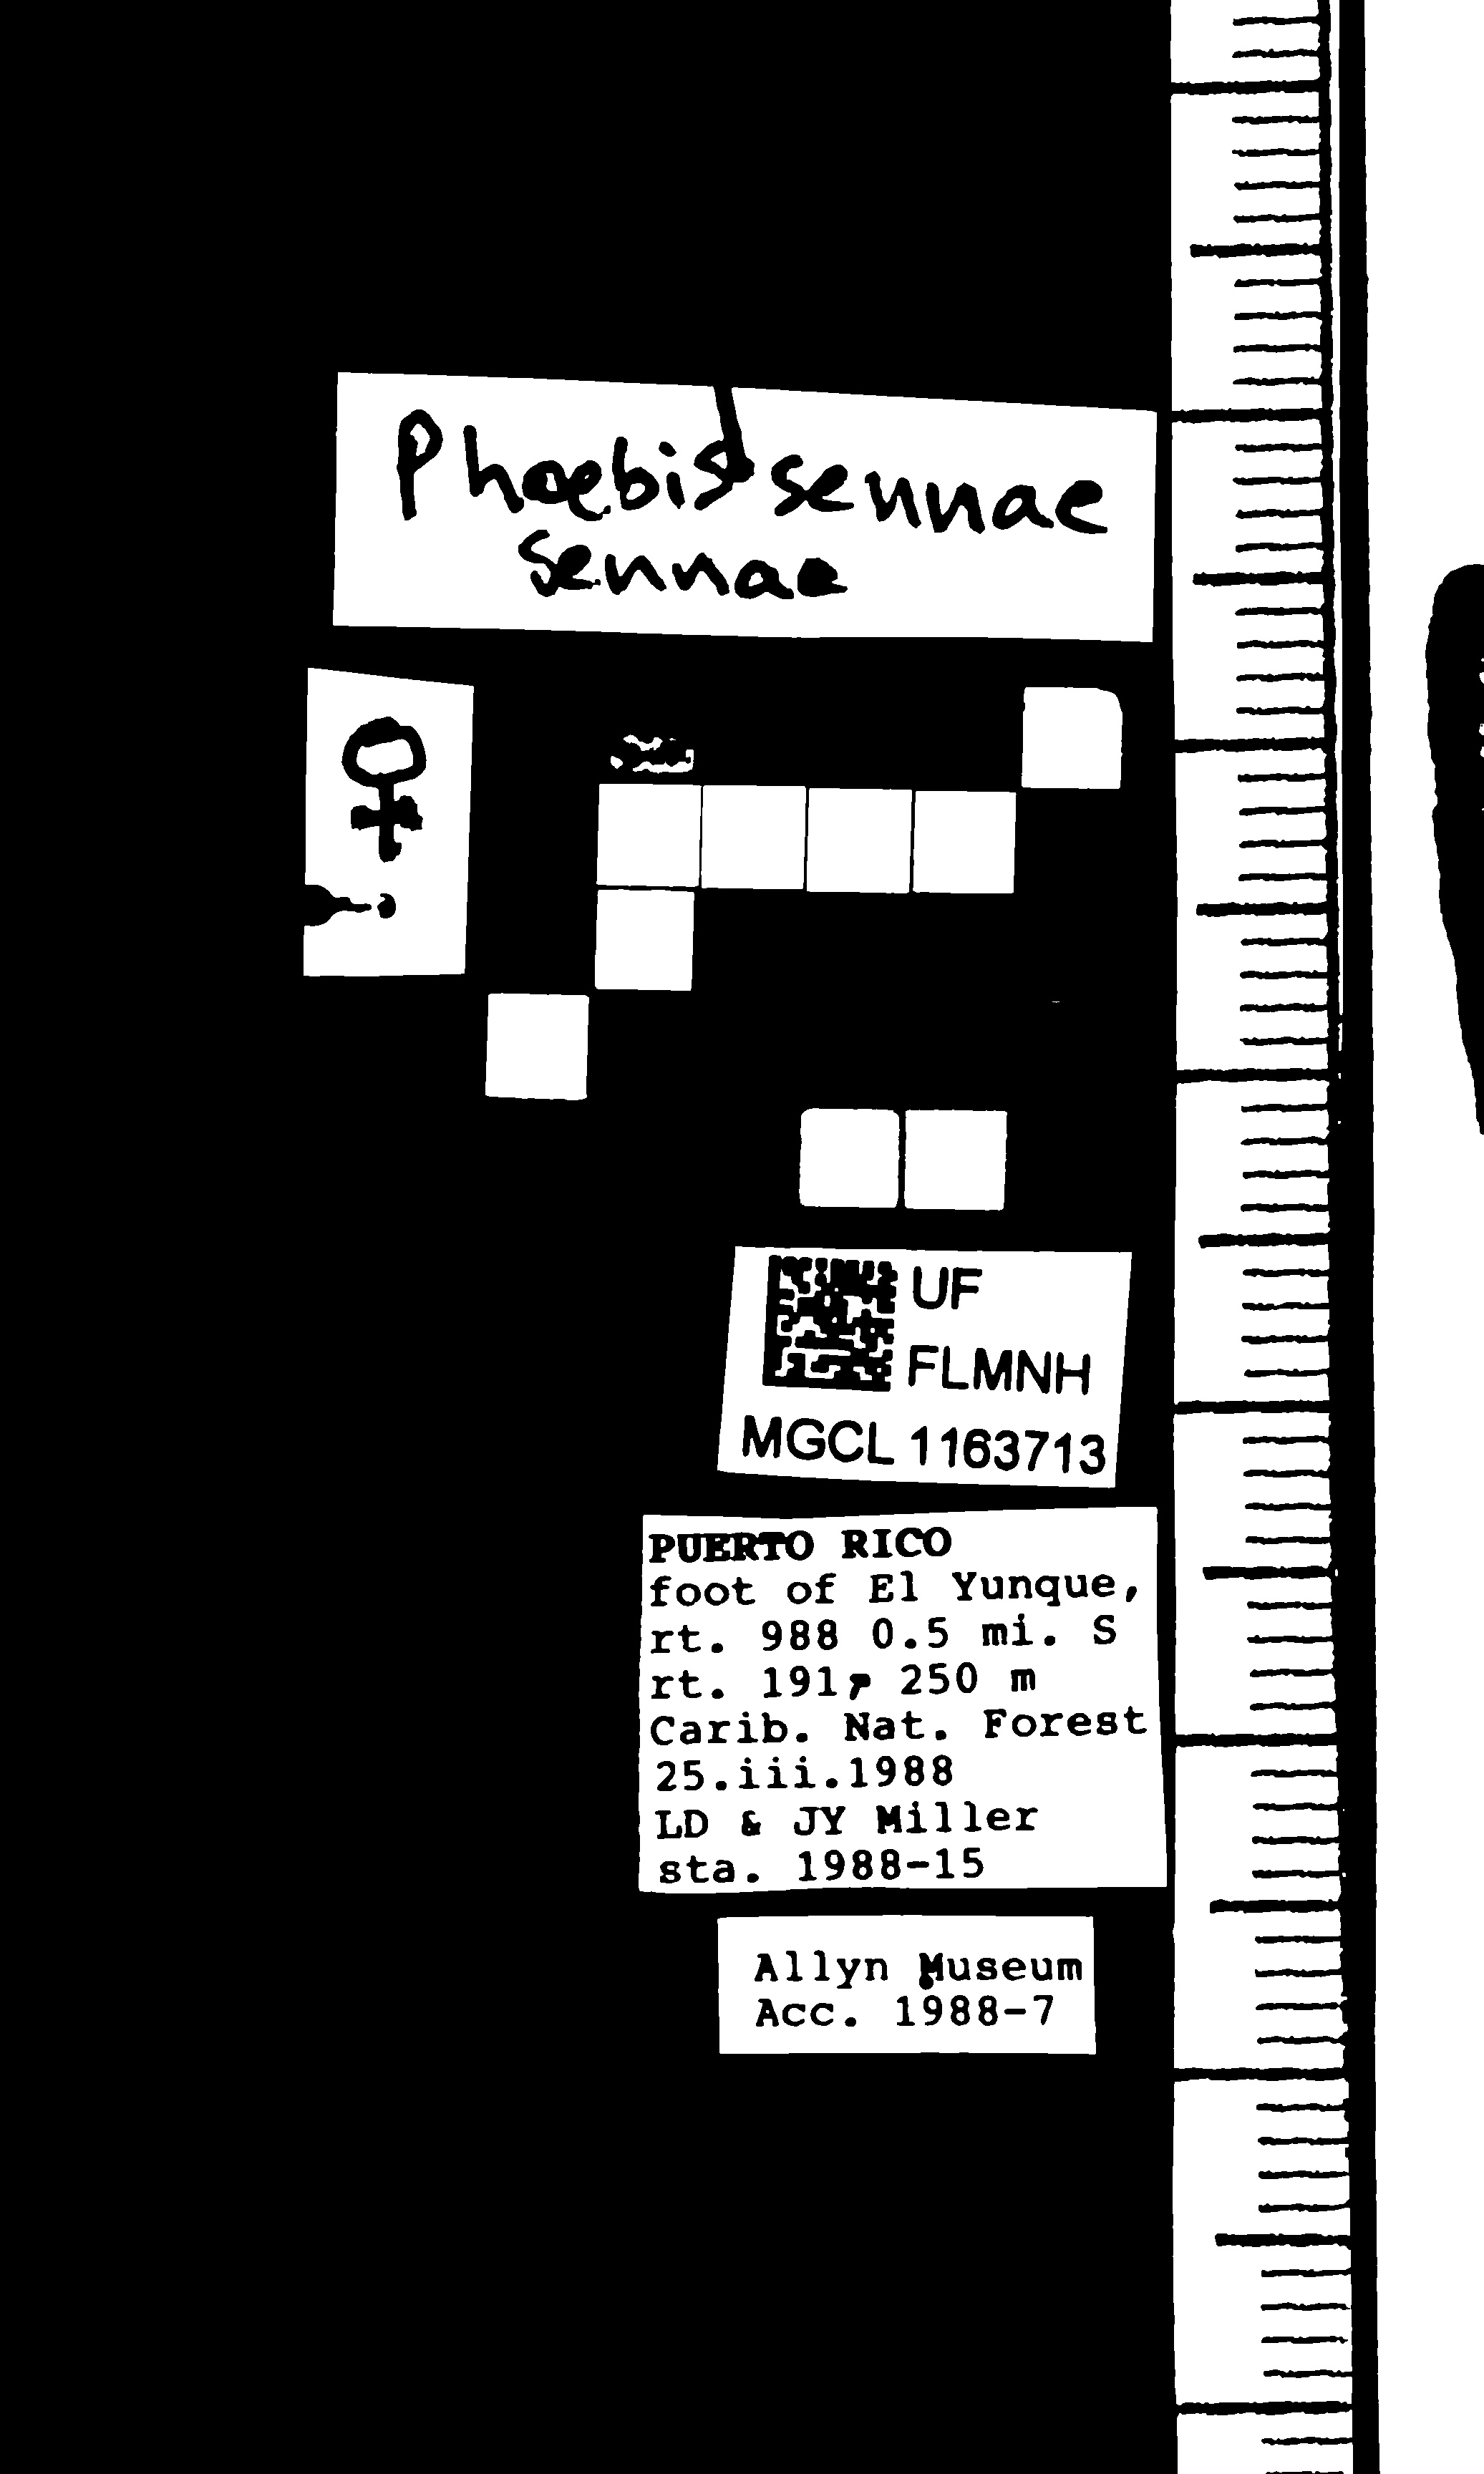 Phoebis sennae
sennae
♀
UF
FLMNH
MGCL 1163713
PUERTO RICO
foot of El Yunque,
rt. 988 0.5 mi. S
rt. 191, 250 m
Carib. Nat. Forest
25.iii.1988
LD & JY Miller
sta. 1988-15
Allyn Museum
Acc. 1988-7